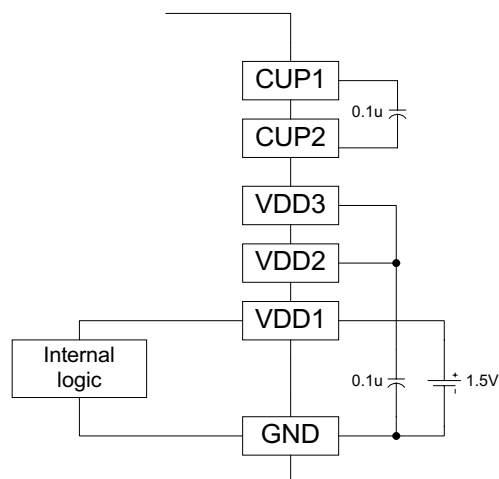 CUP1
0.1u
CUP2
VDD3
VDD2
VDD1
Internal
logic
0.1u
+
-
1.5V
GND